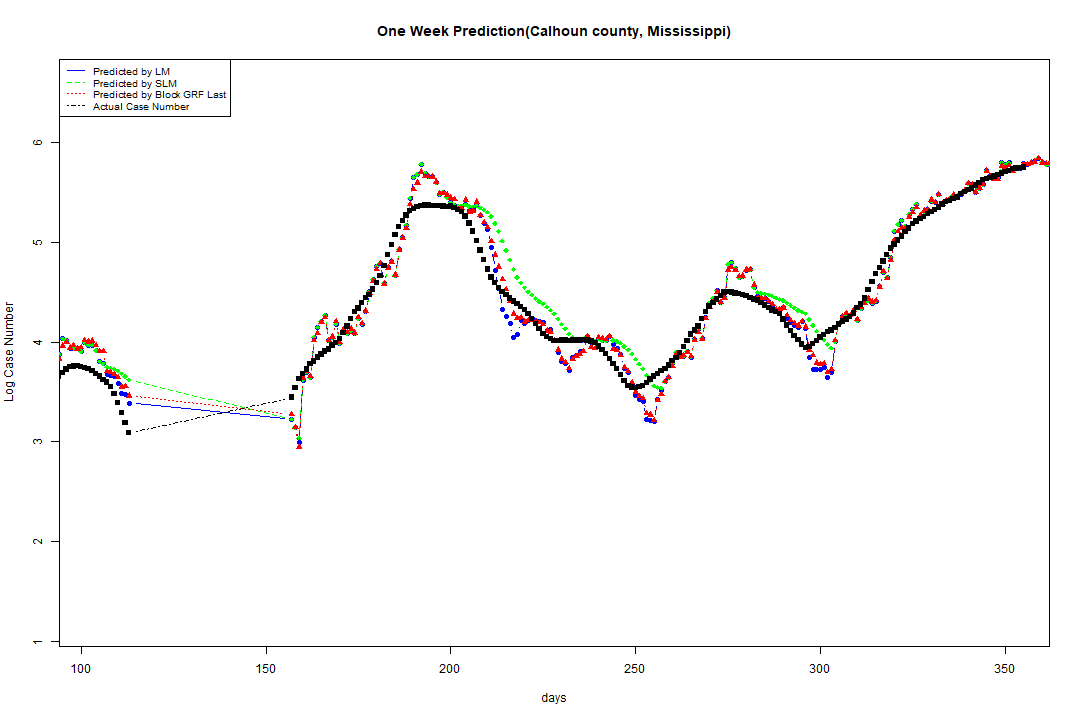 One Week Prediction(Calhoun county, Mississippi)
Predicted by LM
Predicted by SLM
Predicted by Block GRF Last
Actual Case Number
6
5
4
3
2
1
Log Case Number
100 150 200 250 300 350
days